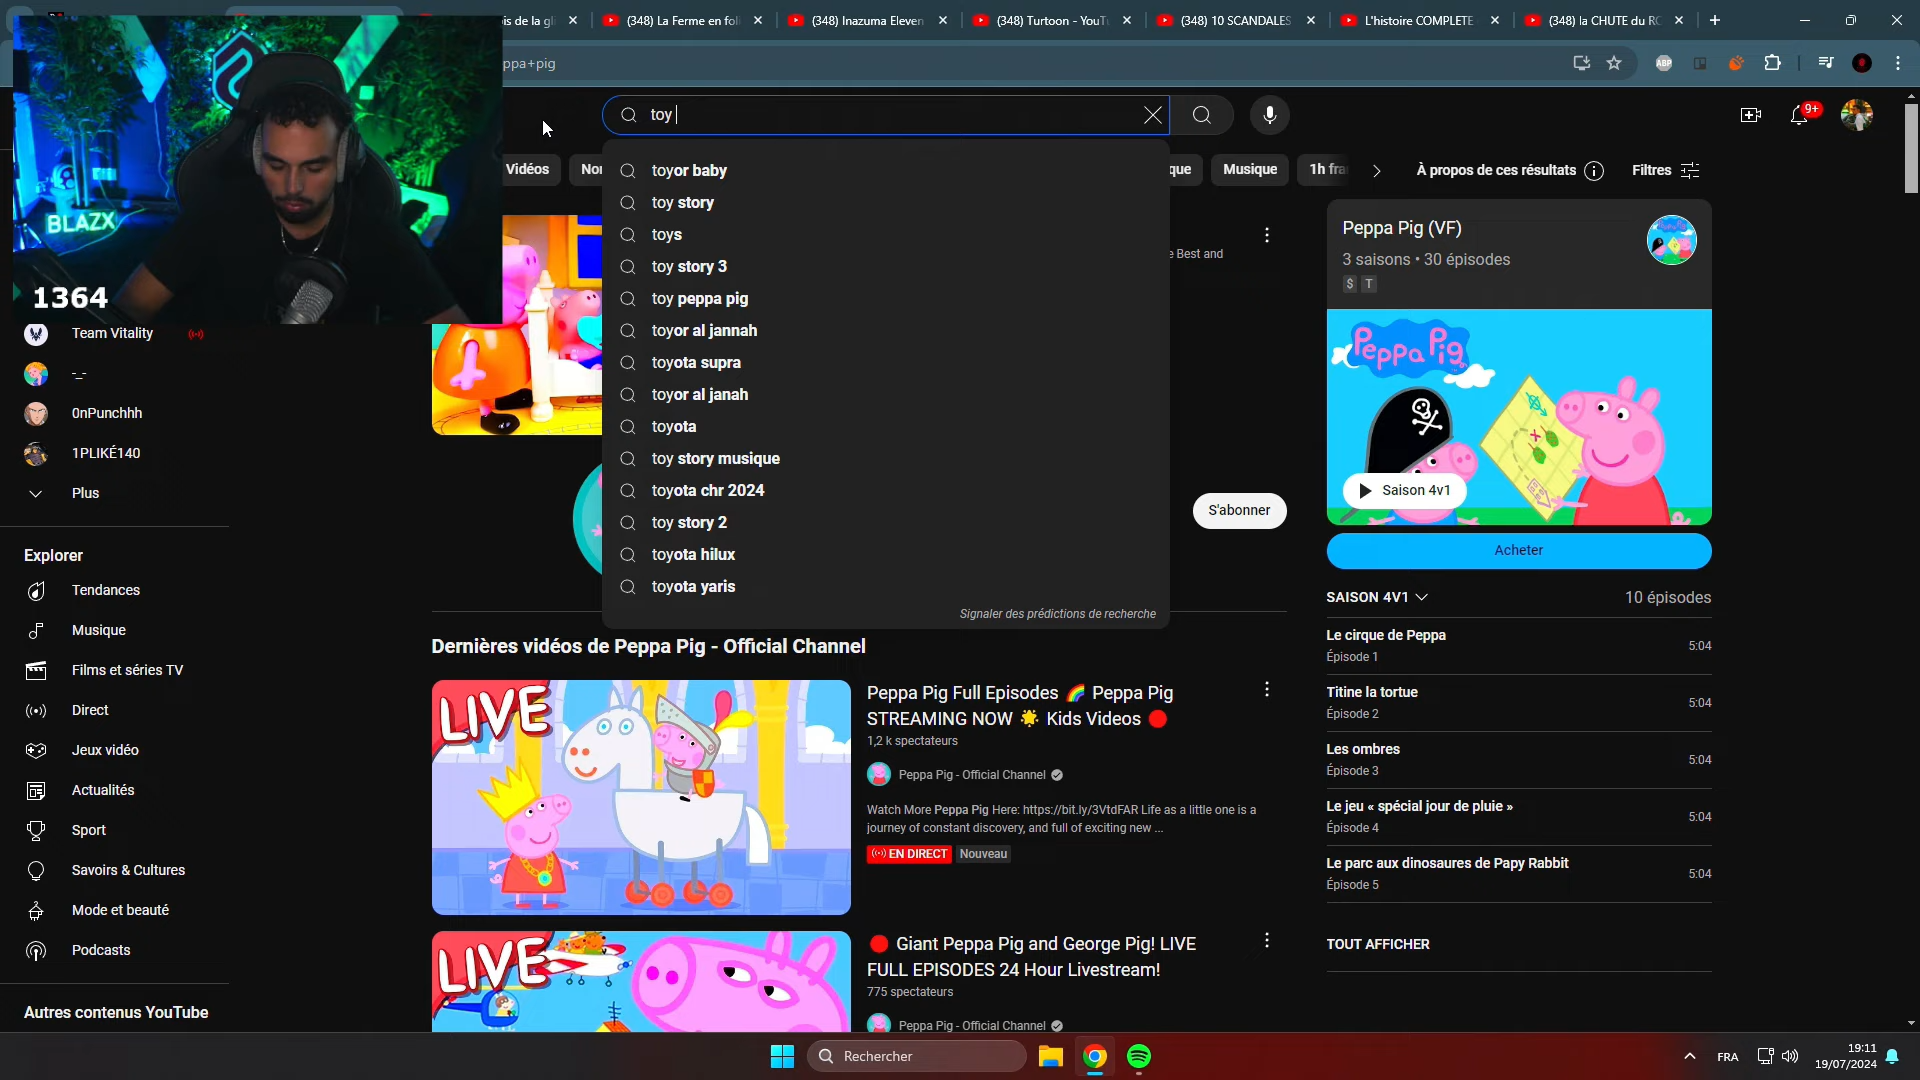 is de la gl
(348) La Ferme en fol
(348) Inazuma Eleven
(348) Turtoon - YouT
(348) 10 SCANDALES
L'histoire COMPLETE
(348) la CHUTE du RO
ppa+pig
ABP
toy
9+
Vidéos
Nor
que
Musique
1h fra
À propos de ces résultats
Filtres
toyor baby
toy story
toys
toy story 3
toy peppa pig
toyor al jannah
toyota supra
toyor al janah
toyota
toy story musique
toyota chr 2024
toy story 2
toyota hilux
toyota yaris
Signaler des prédictions de recherche
BLAZX
1364
Team Vitality
-_-
0nPunchhh
1PLIKÉ140
Plus
Explorer
Tendances
Musique
Films et séries TV
Direct
Jeux vidéo
Actualités
Sport
Savoirs & Cultures
Mode et beauté
Podcasts
Autres contenus YouTube
e Best and
S'abonner
Dernières vidéos de Peppa Pig - Official Channel
LIVE
Peppa Pig Full Episodes 🌈 Peppa Pig
STREAMING NOW 🌟 Kids Videos 🔴
1,2 k spectateurs
Peppa Pig - Official Channel
Watch More Peppa Pig Here: https://bit.ly/3VtdFAR Life as a little one is a
journey of constant discovery, and full of exciting new ...
EN DIRECT
Nouveau
LIVE
🔴 Giant Peppa Pig and George Pig! LIVE
FULL EPISODES 24 Hour Livestream!
775 spectateurs
Peppa Pig - Official Channel
Peppa Pig (VF)
3 saisons • 30 épisodes
$ T
Peppa Pig
Saison 4v1
Acheter
SAISON 4V1
10 épisodes
Le cirque de Peppa
Épisode 1
5:04
Titine la tortue
Épisode 2
5:04
Les ombres
Épisode 3
5:04
Le jeu « spécial jour de pluie »
Épisode 4
5:04
Le parc aux dinosaures de Papy Rabbit
Épisode 5
5:04
TOUT AFFICHER
Rechercher
FRA
19:11
19/07/2024